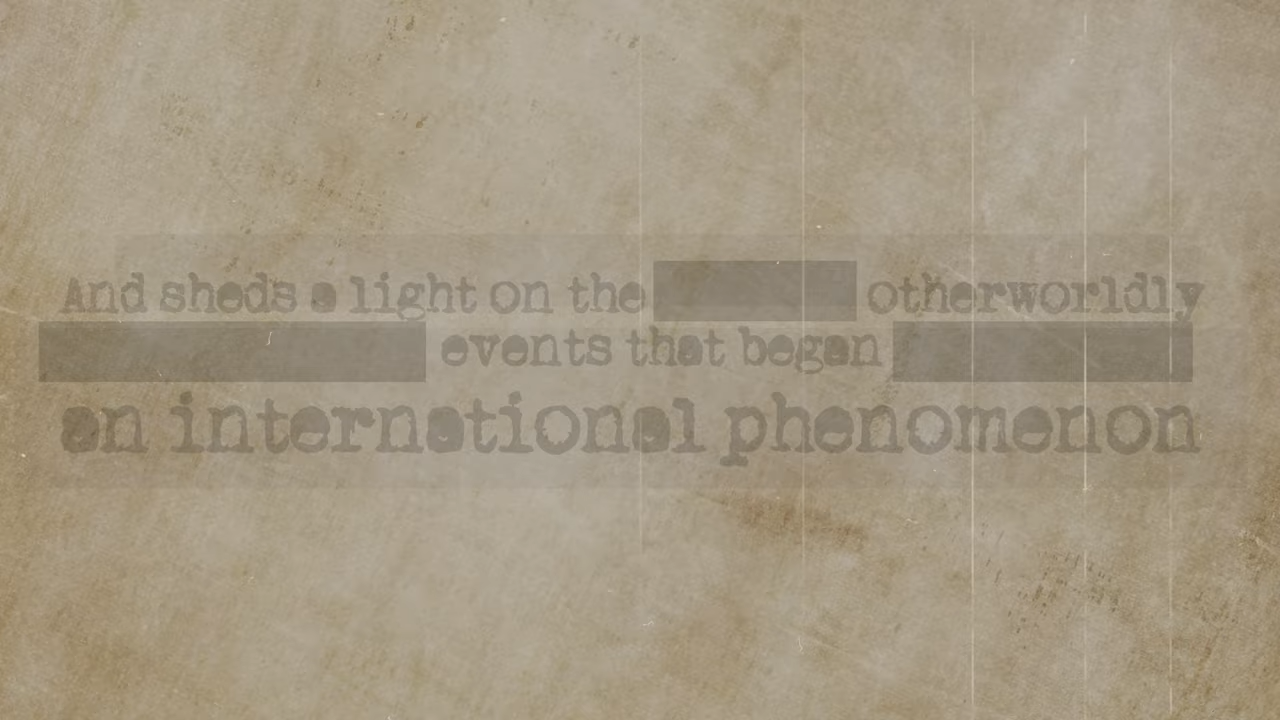 And sheds a light on the otherworldly
events that began
an international phenomenon